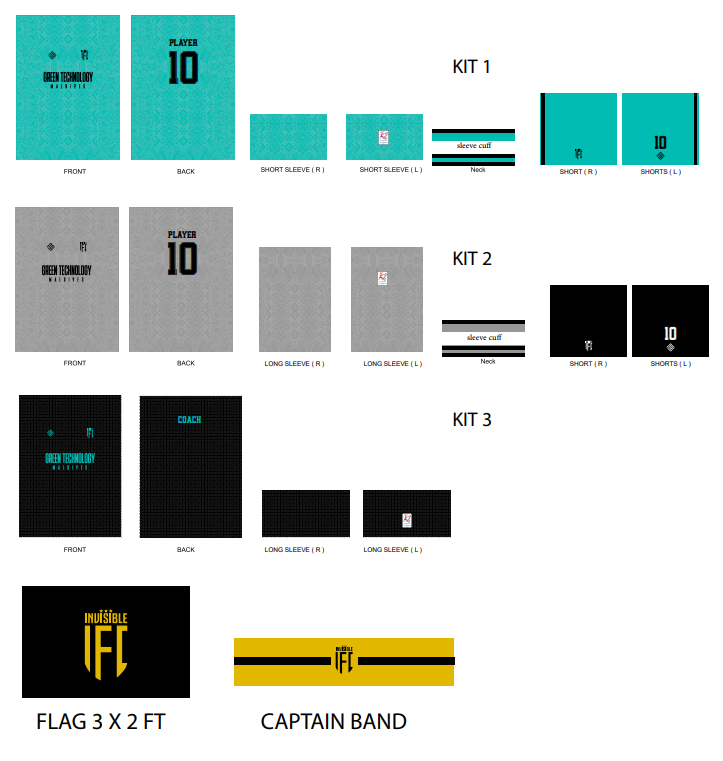 KIT 1
GREEN TECHNOLOGY
MALDIVES
PLAYER
10
sleeve cuff
Neck
10
FRONT
BACK
SHORT SLEEVE ( R )
SHORT SLEEVE ( L )
SHORT ( R )
SHORTS ( L )
KIT 2
GREEN TECHNOLOGY
MALDIVES
PLAYER
10
sleeve cuff
Neck
10
FRONT
BACK
LONG SLEEVE ( R )
LONG SLEEVE ( L )
SHORT ( R )
SHORTS ( L )
KIT 3
GREEN TECHNOLOGY
MALDIVES
COACH
FRONT
BACK
LONG SLEEVE ( R )
LONG SLEEVE ( L )
INVISIBLE
IFC
INVISIBLE
IFC
FLAG 3 X 2 FT
CAPTAIN BAND